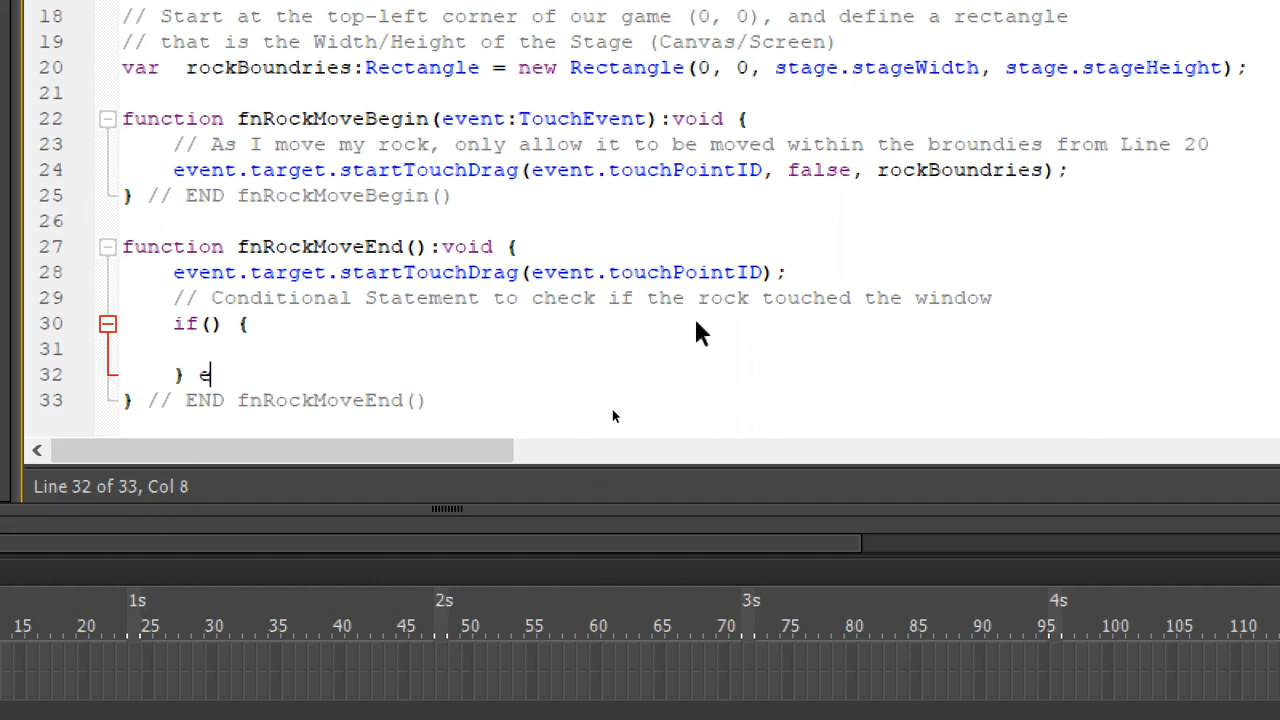 18 // Start at the top-left corner of our game (0, 0), and define a rectangle
19 // that is the Width/Height of the Stage (Canvas/Screen)
20 var  rockBoundries:Rectangle = new Rectangle(0, 0, stage.stageWidth, stage.stageHeight);
21
22 function fnRockMoveBegin(event:TouchEvent):void {
23     // As I move my rock, only allow it to be moved within the broundies from Line 20
24     event.target.startTouchDrag(event.touchPointID, false, rockBoundries);
25 } // END fnRockMoveBegin()
26
27 function fnRockMoveEnd():void {
28     event.target.startTouchDrag(event.touchPointID);
29     // Conditional Statement to check if the rock touched the window
30     if() {
31
32     } e
33 } // END fnRockMoveEnd()
Line 32 of 33, Col 8
1s 2s 3s 4s
15 20 25 30 35 40 45 50 55 60 65 70 75 80 85 90 95 100 105 110